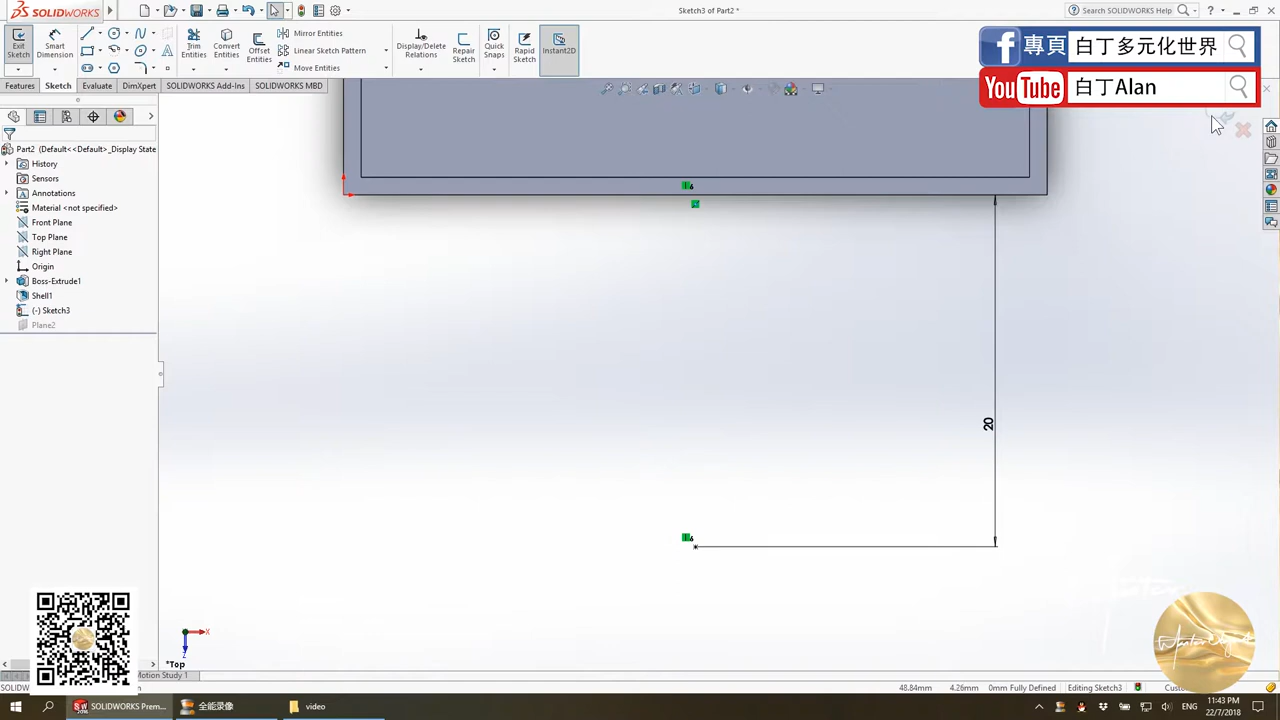 SOLIDWORKS
Sketch3 of Part2 *
Search SOLIDWORKS Help
Exit Sketch
Smart Dimension
Trim Entities
Convert Entities
Offset Entities
Mirror Entities
Linear Sketch Pattern
Move Entities
Display/Delete Relations
Repair Sketch
Quick Snaps
Rapid Sketch
Instant2D
f 專頁 白丁多元化世界
YouTube 白丁Alan
Features Sketch Evaluate DimXpert SOLIDWORKS Add-Ins SOLIDWORKS MBD
Part2 (Default<<Default>_Display State
History
Sensors
Annotations
Material <not specified>
Front Plane
Top Plane
Right Plane
Origin
Boss-Extrude1
Shell1
(-) Sketch3
Plane2
20
X
Z
*Top
Motion Study 1
SOLIDW
48.84mm 4.26mm 0mm Fully Defined Editing Sketch3
SOLIDWORKS Prem...
全能录像
video
ENG
11:43 PM
22/7/2018